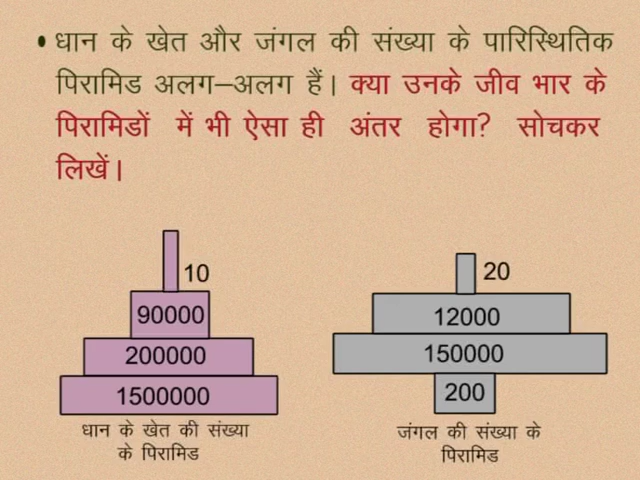 • धान के खेत और जंगल की संख्या के पारिस्थितिक
पिरामिड अलग–अलग हैं। क्या उनके जीव भार के
पिरामिडों में भी ऐसा ही अंतर होगा? सोचकर
लिखें।
10
90000
200000
1500000
धान के खेत की संख्या
के पिरामिड
20
12000
150000
200
जंगल की संख्या के
पिरामिड